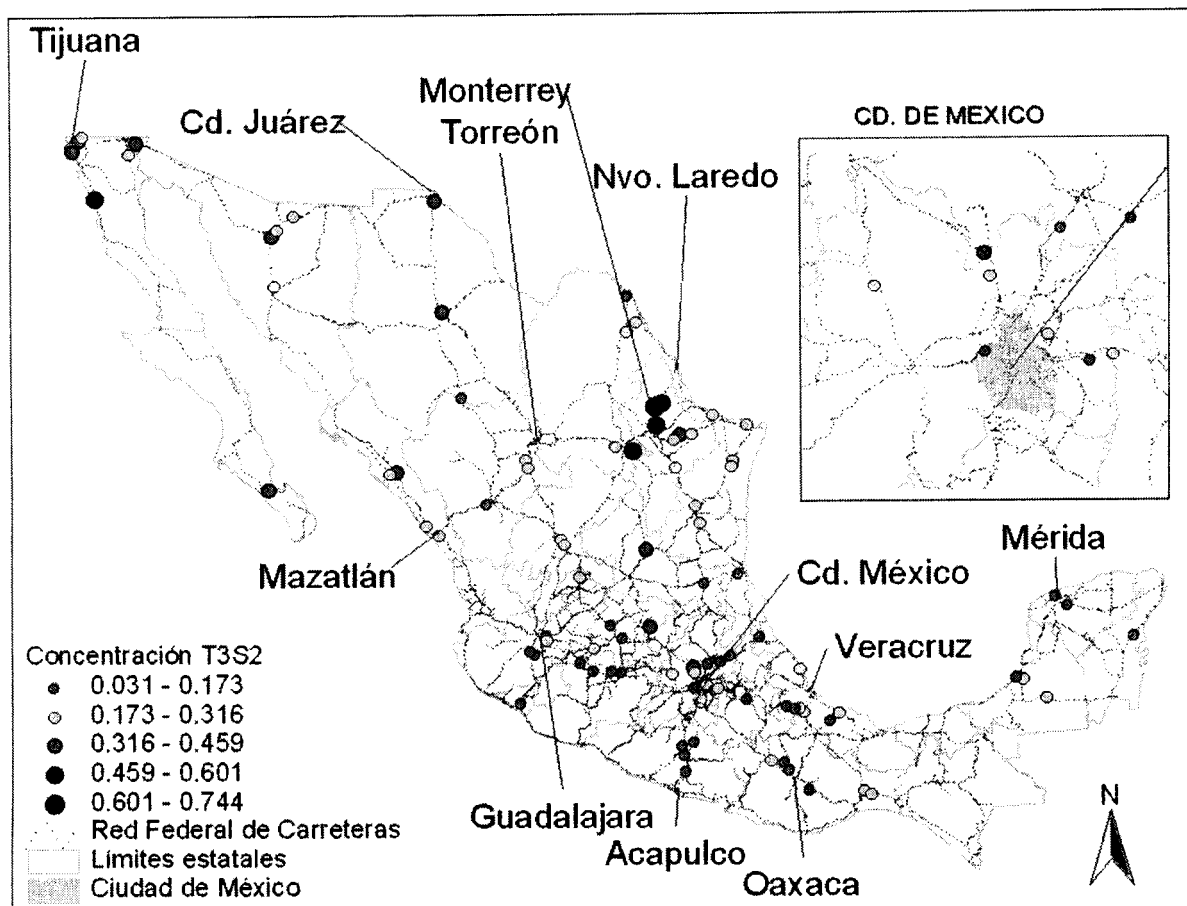 Tijuana
Monterrey
Cd. Juárez
Torreón
CD. DE MEXICO
Nvo. Laredo
Mazatlán
Cd. México
Mérida
Veracruz
Concentración T3S2
0.031 - 0.173
0.173 - 0.316
0.316 - 0.459
0.459 - 0.601
0.601 - 0.744
Red Federal de Carreteras
Límites estatales
Ciudad de México
Guadalajara
Acapulco
Oaxaca
N